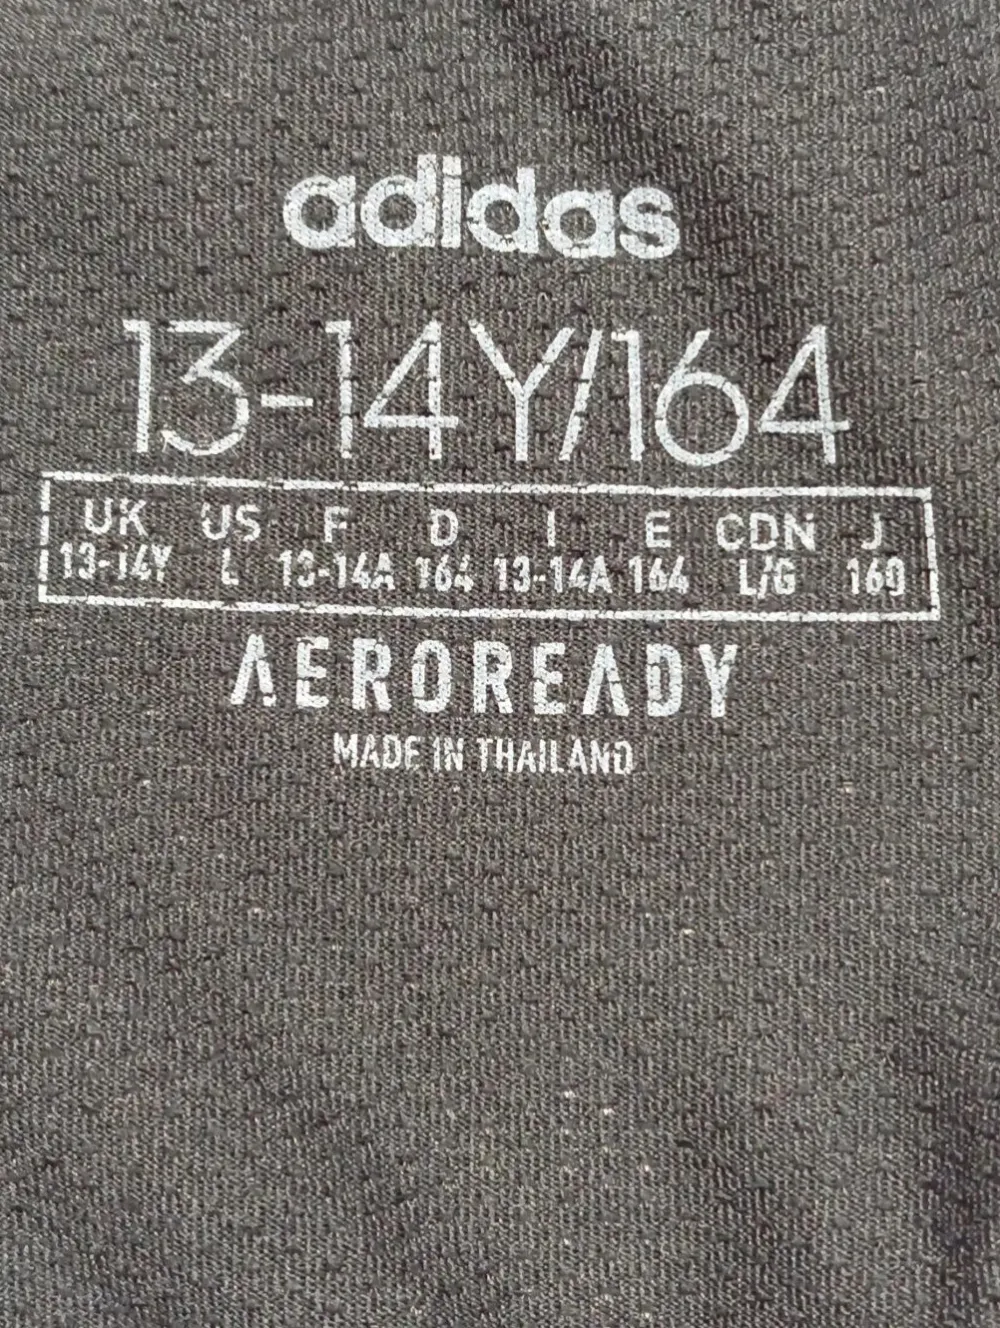 adidas
13-14Y/164
UK US F D I E CDN J
13-14Y L 13-14A 164 13-14A 164 L/G 160
AEROREADY
MADE IN THAILAND